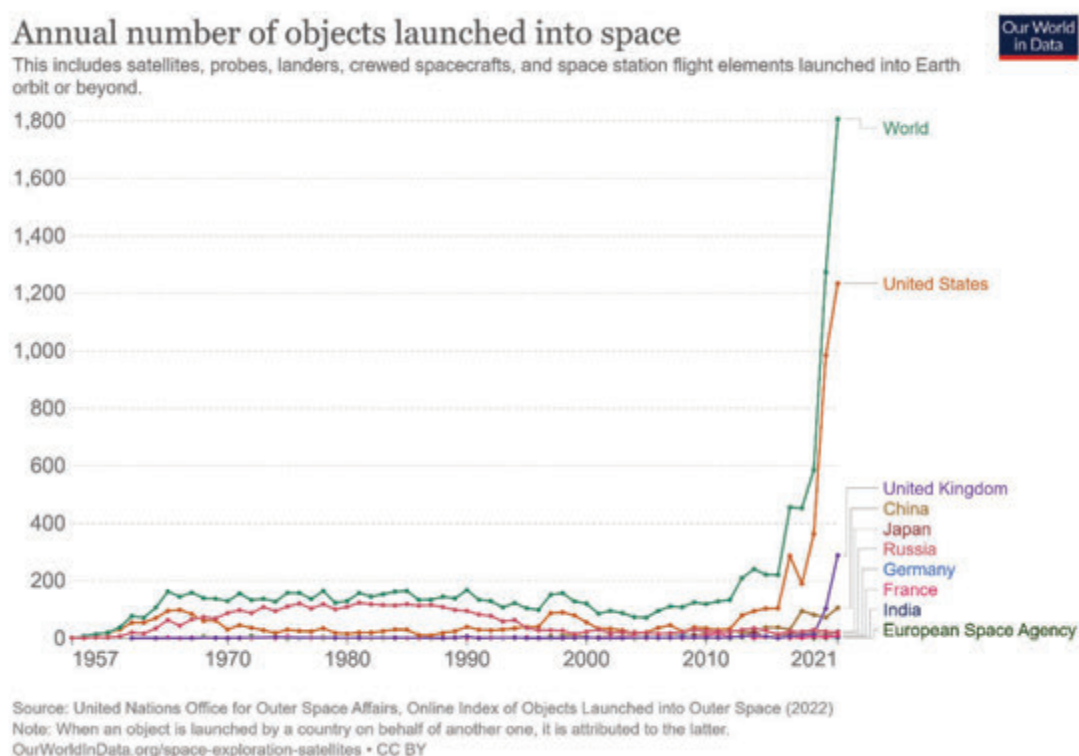 Annual number of objects launched into space
Our World
in Data
This includes satellites, probes, landers, crewed spacecrafts, and space station flight elements launched into Earth
orbit or beyond.
1,800
1,600
1,400
1,200
1,000
800
600
400
200
0
World
United States
United Kingdom
China
Japan
Russia
Germany
France
India
European Space Agency
1957
1970
1980
1990
2000
2010
2021
Source: United Nations Office for Outer Space Affairs, Online Index of Objects Launched into Outer Space (2022)
Note: When an object is launched by a country on behalf of another one, it is attributed to the latter.
OurWorldInData.org/space-exploration-satellites • CC BY